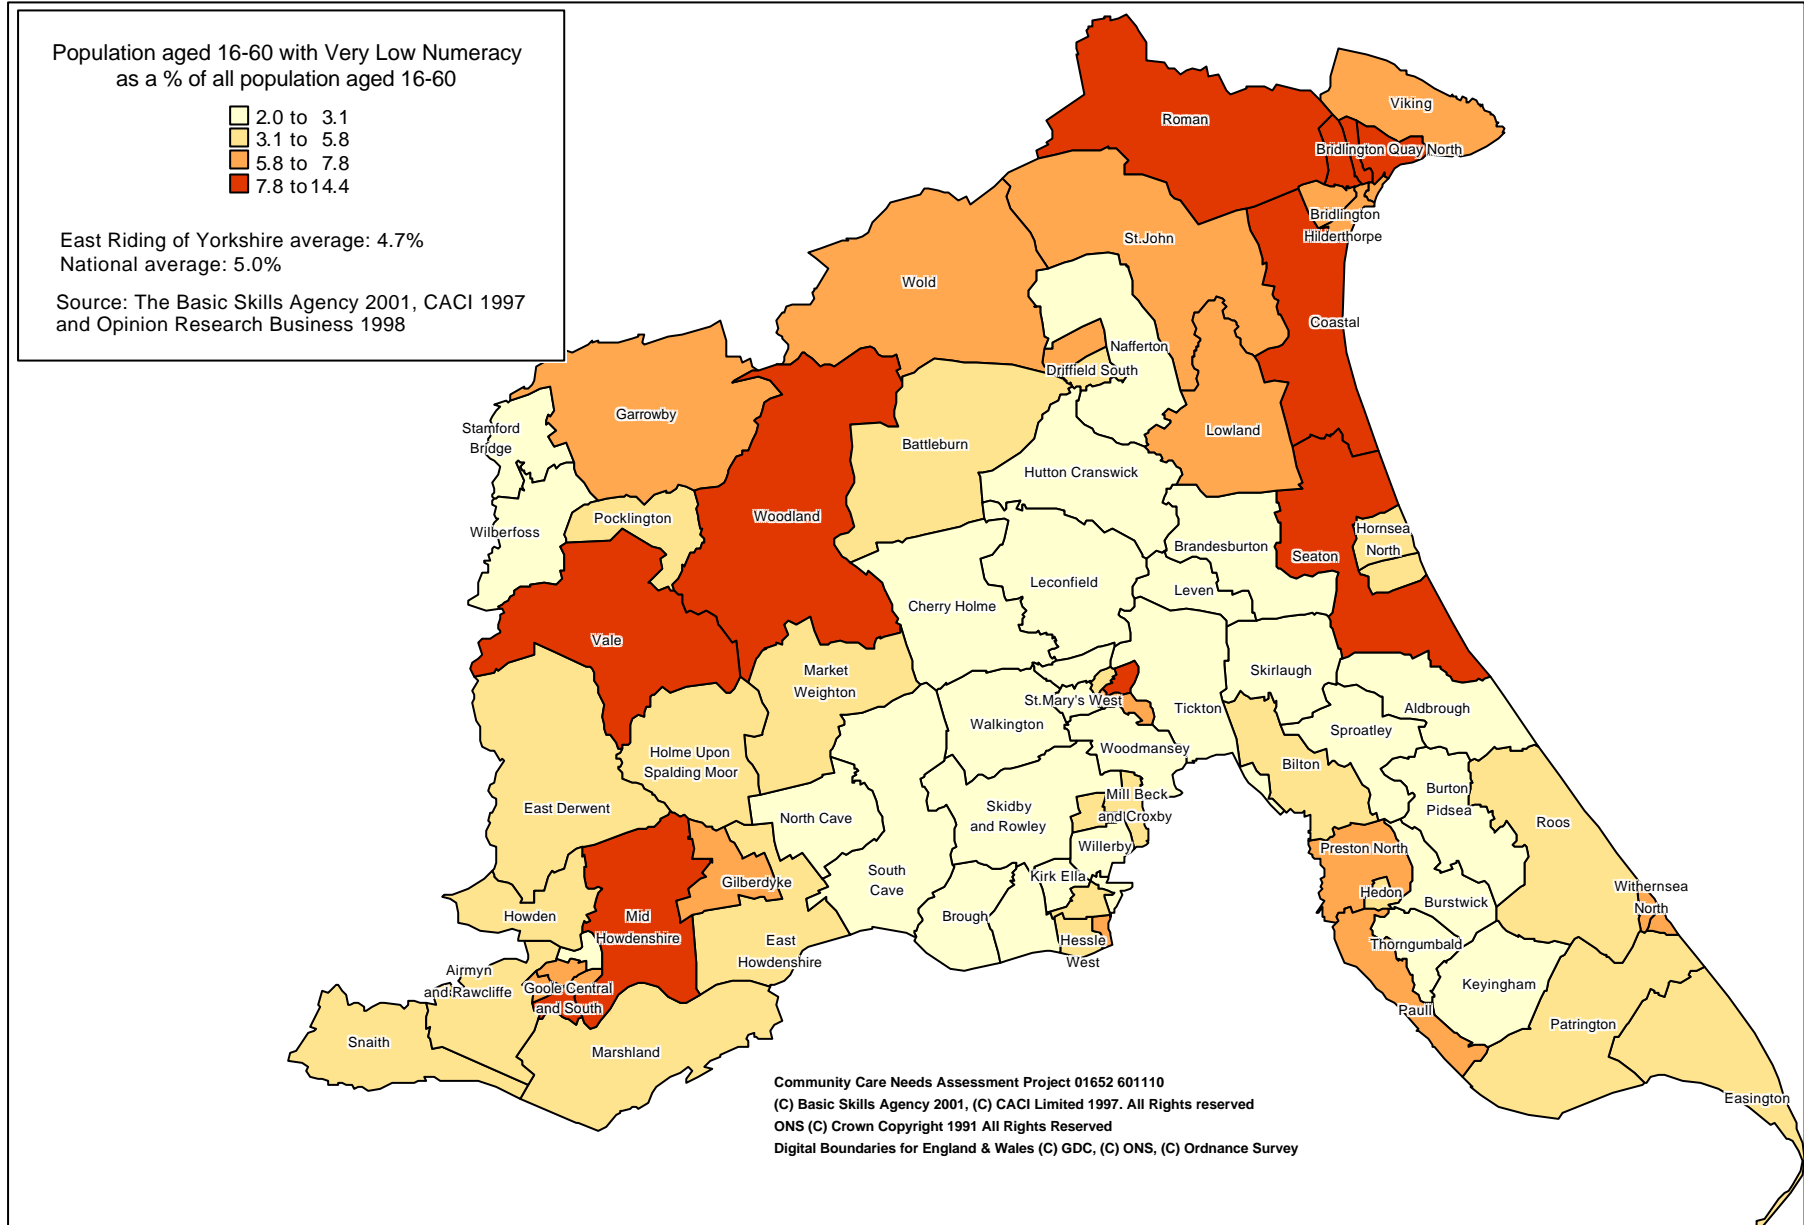 Population aged 16-60 with Very Low Numeracy
as a % of all population aged 16-60
2.0 to 3.1
3.1 to 5.8
5.8 to 7.8
7.8 to 14.4
East Riding of Yorkshire average: 4.7%
National average: 5.0%
Source: The Basic Skills Agency 2001, CACI 1997
and Opinion Research Business 1998
Viking
Roman
Bridlington Quay North
Bridlington
Hilderthorpe
St.John
Wold
Coastal
Nafferton
Driffield South
Garrowby
Stamford
Bridge
Lowland
Battleburn
Hutton Cranswick
Woodland
Pocklington
Wilberfoss
Hornsea
North
Brandesburton
Seaton
Leconfield
Leven
Cherry Holme
Vale
Market
Weighton
Skirlaugh
St.Mary's West
Tickton
Aldbrough
Walkington
Sproatley
Woodmansey
Holme Upon
Spalding Moor
Bilton
East Derwent
Mill Beck
and Croxby
Burton
Pidsea
North Cave
Skidby
and Rowley
Roos
Willerby
Preston North
South
Cave
Kirk Ella
Gilberdyke
Hedon
Withernsea
North
Burstwick
Howden
Mid
Howdenshire
Brough
East
Howdenshire
Hessle
West
Thorngumbald
Airmyn
and Rawcliffe
Goole Central
and South
Keyingham
Paull
Patrington
Snaith
Marshland
Easington
Community Care Needs Assessment Project 01652 601110
(C) Basic Skills Agency 2001, (C) CACI Limited 1997. All Rights reserved
ONS (C) Crown Copyright 1991 All Rights Reserved
Digital Boundaries for England & Wales (C) GDC, (C) ONS, (C) Ordnance Survey